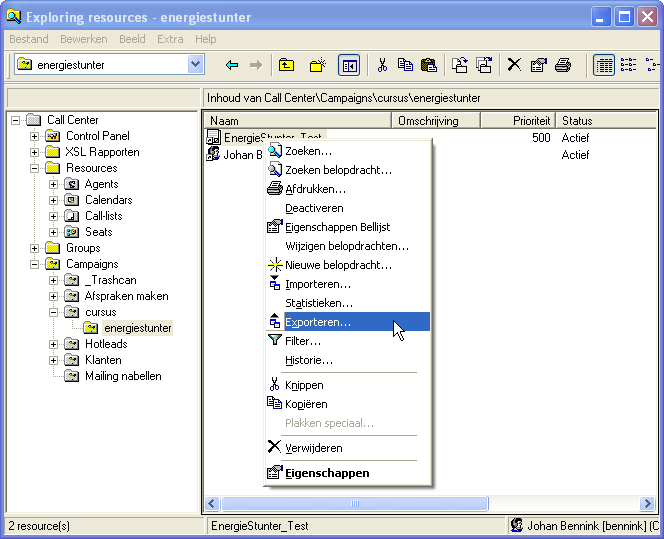 Exploring resources - energiestunter
Bestand Bewerken Beeld Extra Help
energiestunter
Inhoud van Call Center\Campaigns\cursus\energiestunter
Naam Omschrijving Prioriteit Status
EnergieStunter_Test 500 Actief
Johan B Actief
Call Center
Control Panel
XSL Rapporten
Resources
Agents
Calendars
Call-lists
Seats
Groups
Campaigns
_Trashcan
Afspraken maken
cursus
energiestunter
Hotleads
Klanten
Mailing nabellen
Zoeken...
Zoeken belopdracht...
Afdrukken...
Deactiveren
Eigenschappen Bellijst
Wijzigen belopdrachten...
Nieuwe belopdracht...
Importeren...
Statistieken...
Exporteren...
Filter...
Historie...
Knippen
Kopiëren
Plakken speciaal...
Verwijderen
Eigenschappen
2 resource(s) EnergieStunter_Test Johan Bennink [bennink] (C